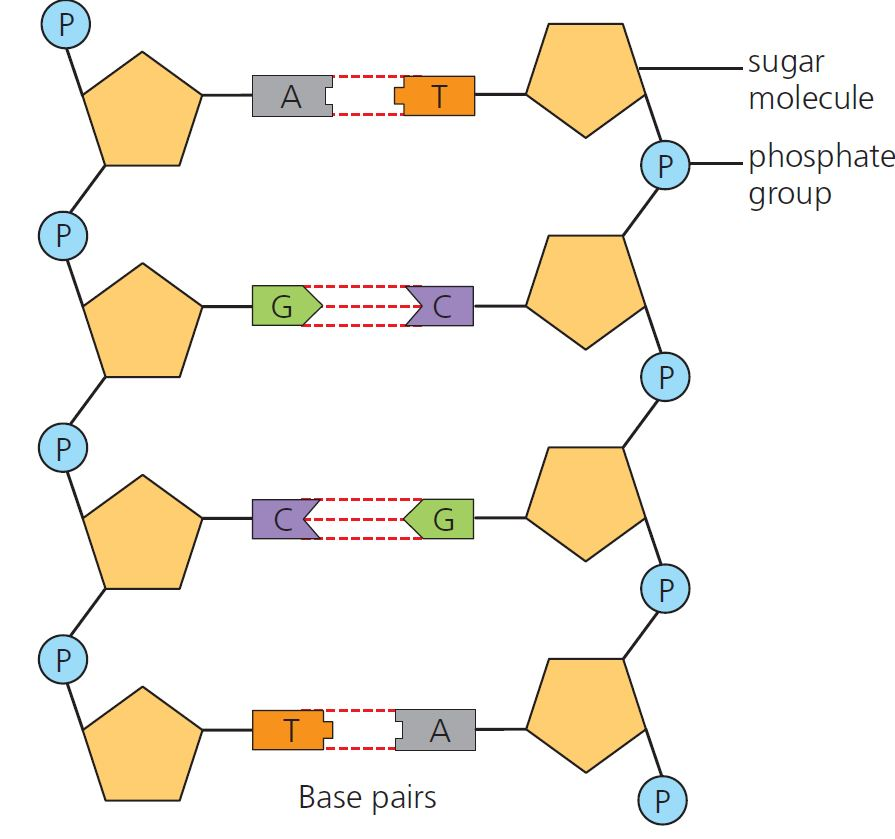 P
A T
sugar
molecule
P
phosphate
group
P
G C
P
P
C G
P
P
T A
Base pairs
P